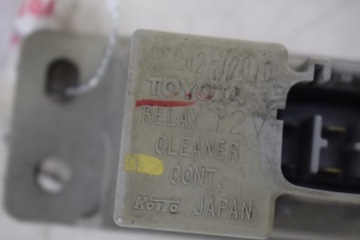 TOYOTA
RELAY 12V
CLEANER
CONT.
KOITO JAPAN